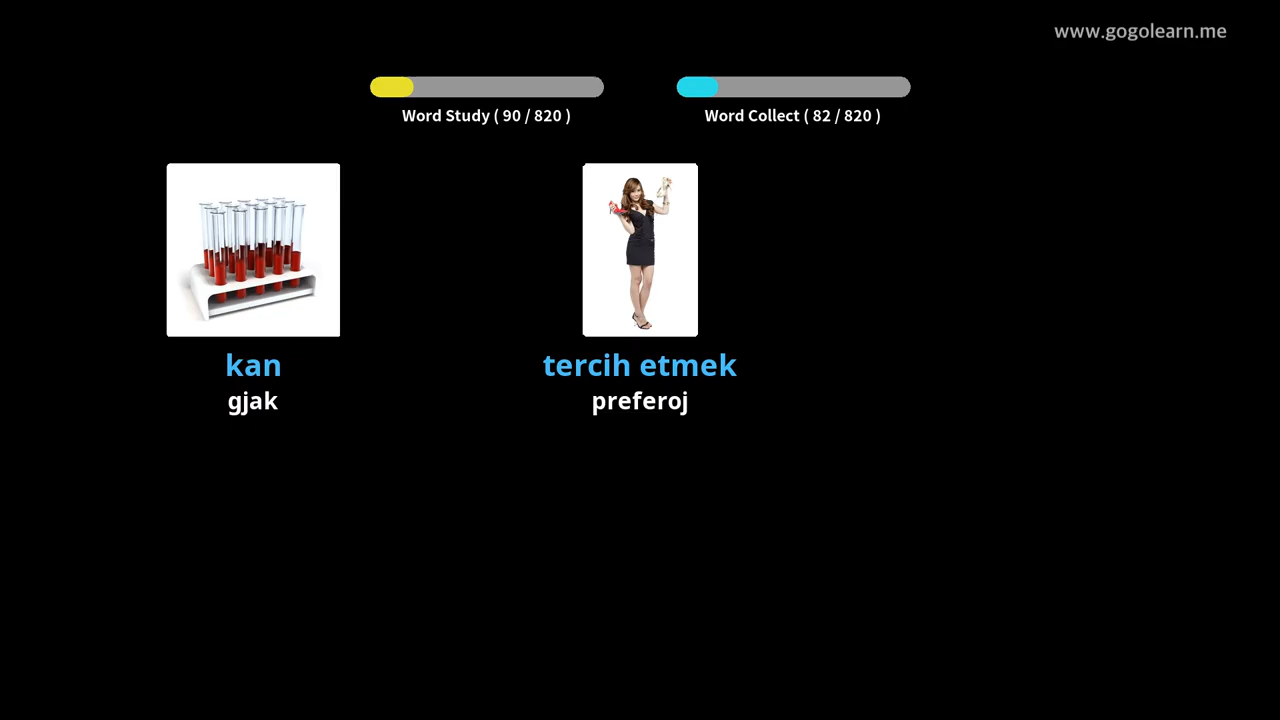 www.gogolearn.me
Word Study ( 90 / 820 )
Word Collect ( 82 / 820 )
kan
gjak
tercih etmek
preferoj